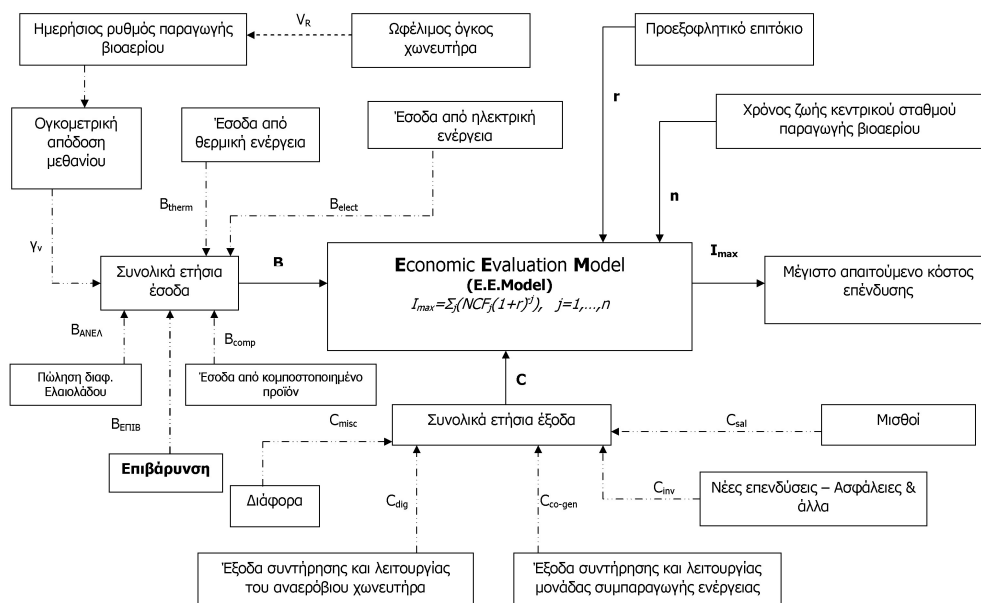 Ημερήσιος ρυθμός παραγωγής
βιοαερίου
V_R
Ωφέλιμος όγκος
χωνευτήρα
Προεξοφλητικό επιτόκιο
r
Χρόνος ζωής κεντρικού σταθμού
παραγωγής βιοαερίου
n
Ογκομετρική
απόδοση
μεθανίου
Έσοδα από
θερμική ενέργεια
Έσοδα από ηλεκτρική
ενέργεια
B_therm
B_elect
γ_v
Συνολικά ετήσια
έσοδα
B
Economic Evaluation Model
(E.E.Model)
I_max=Σ_j(NCF_j(1+r)^-j), j=1,...,n
I_max
Μέγιστο απαιτούμενο κόστος
επένδυσης
B_ΑΝΕΛ
B_comp
Πώληση διαφ.
Ελαιολάδου
Έσοδα από κομποστοποιημένο
προϊόν
B_ΕΠΙΒ
Επιβάρυνση
C
Συνολικά ετήσια έξοδα
C_misc
Διάφορα
C_sal
Μισθοί
C_dig
C_co-gen
C_inv
Νέες επενδύσεις – Ασφάλειες &
άλλα
Έξοδα συντήρησης και λειτουργίας
του αναερόβιου χωνευτήρα
Έξοδα συντήρησης και λειτουργίας
μονάδας συμπαραγωγής ενέργειας